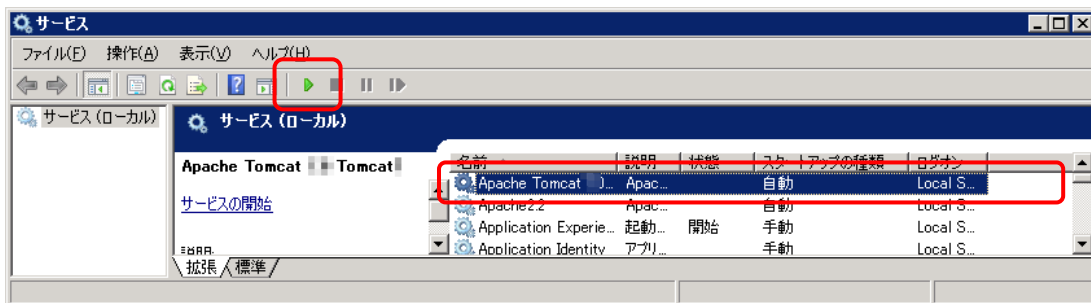 サービス
ファイル(F) 操作(A) 表示(V) ヘルプ(H)
サービス (ローカル)
サービス (ローカル)
Apache Tomcat Tomcat
サービスの開始
説明:
名前 説明 状態 スタートアップの種類 ログオン
Apache Tomcat Apac... 自動 Local S...
Apache2.2 Apac... 自動 Local S...
Application Experie... 起動... 開始 手動 Local S...
Application Identity アプリ... 手動 Local S...
拡張 標準